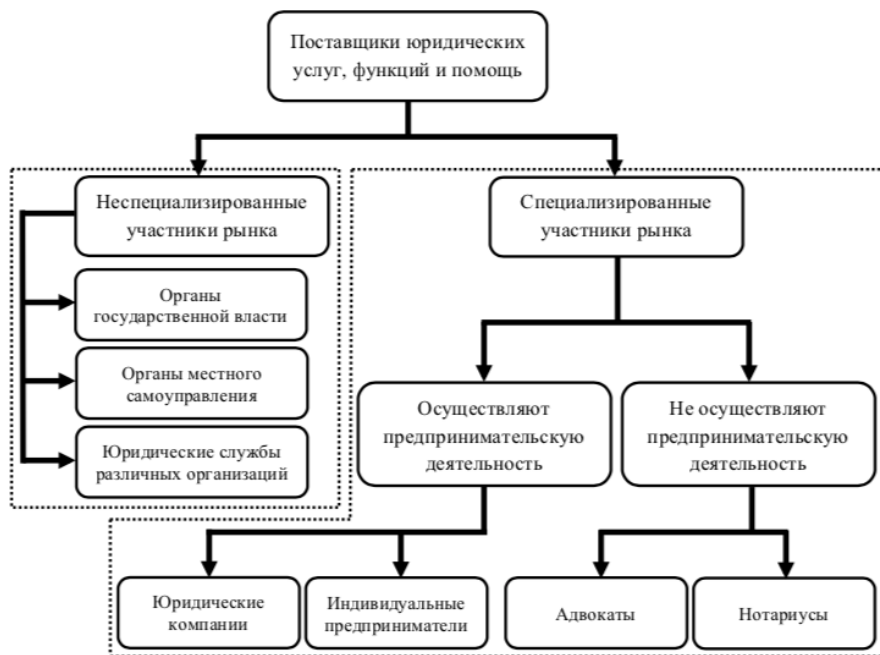 Поставщики юридических
услуг, функций и помощь
Неспециализированные
участники рынка
Специализированные
участники рынка
Органы
государственной власти
Органы местного
самоуправления
Юридические службы
различных организаций
Осуществляют
предпринимательскую
деятельность
Не осуществляют
предпринимательскую
деятельность
Юридические
компании
Индивидуальные
предприниматели
Адвокаты
Нотариусы